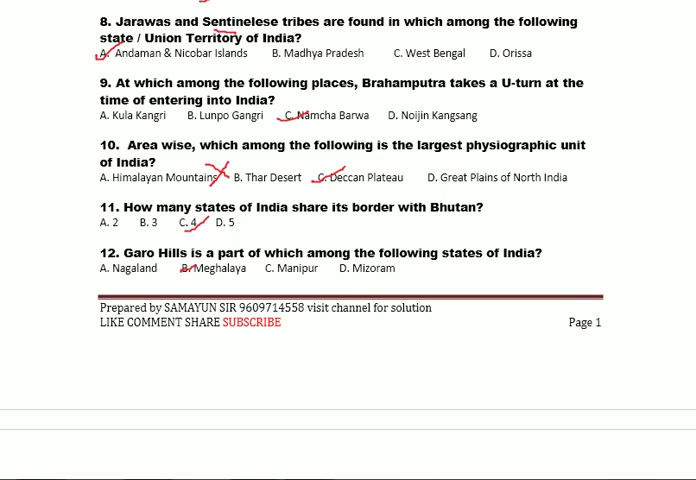 8. Jarawas and Sentinelese tribes are found in which among the following
state / Union Territory of India?
A. Andaman & Nicobar Islands B. Madhya Pradesh C. West Bengal D. Orissa
9. At which among the following places, Brahamputra takes a U-turn at the
time of entering into India?
A. Kula Kangri B. Lunpo Gangri C. Namcha Barwa D. Noijin Kangsang
10. Area wise, which among the following is the largest physiographic unit
of India?
A. Himalayan Mountains B. Thar Desert C. Deccan Plateau D. Great Plains of North India
11. How many states of India share its border with Bhutan?
A. 2 B. 3 C. 4 D. 5
12. Garo Hills is a part of which among the following states of India?
A. Nagaland B. Meghalaya C. Manipur D. Mizoram
Prepared by SAMAYUN SIR 9609714558 visit channel for solution
LIKE COMMENT SHARE SUBSCRIBE Page 1